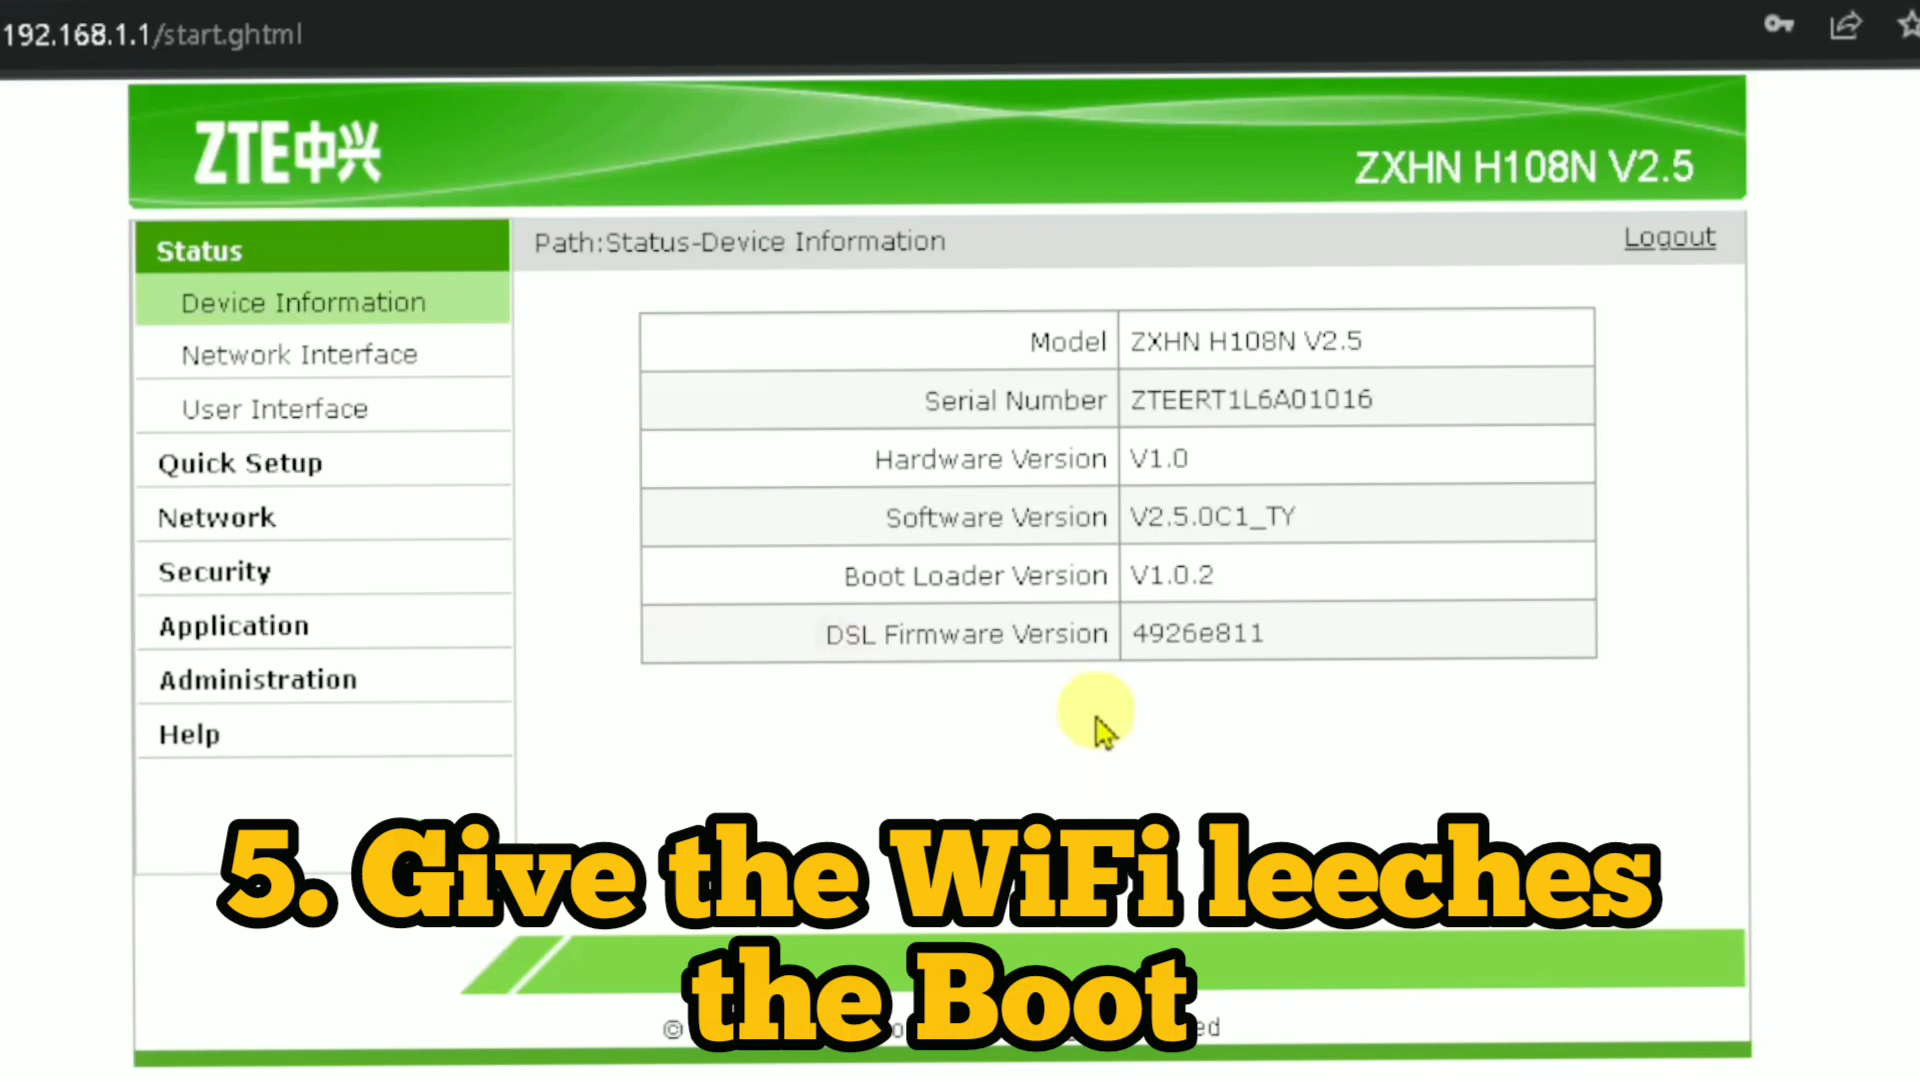 192.168.1.1/start.ghtml
ZTE中兴
ZXHN H108N V2.5
Status
Path:Status-Device Information
Logout
Device Information
Network Interface
User Interface
Quick Setup
Network
Security
Application
Administration
Help
Model ZXHN H108N V2.5
Serial Number ZTEERT1L6A01016
Hardware Version V1.0
Software Version V2.5.0C1_TY
Boot Loader Version V1.0.2
DSL Firmware Version 4926e811
5. Give the WiFi leeches
the Boot
©